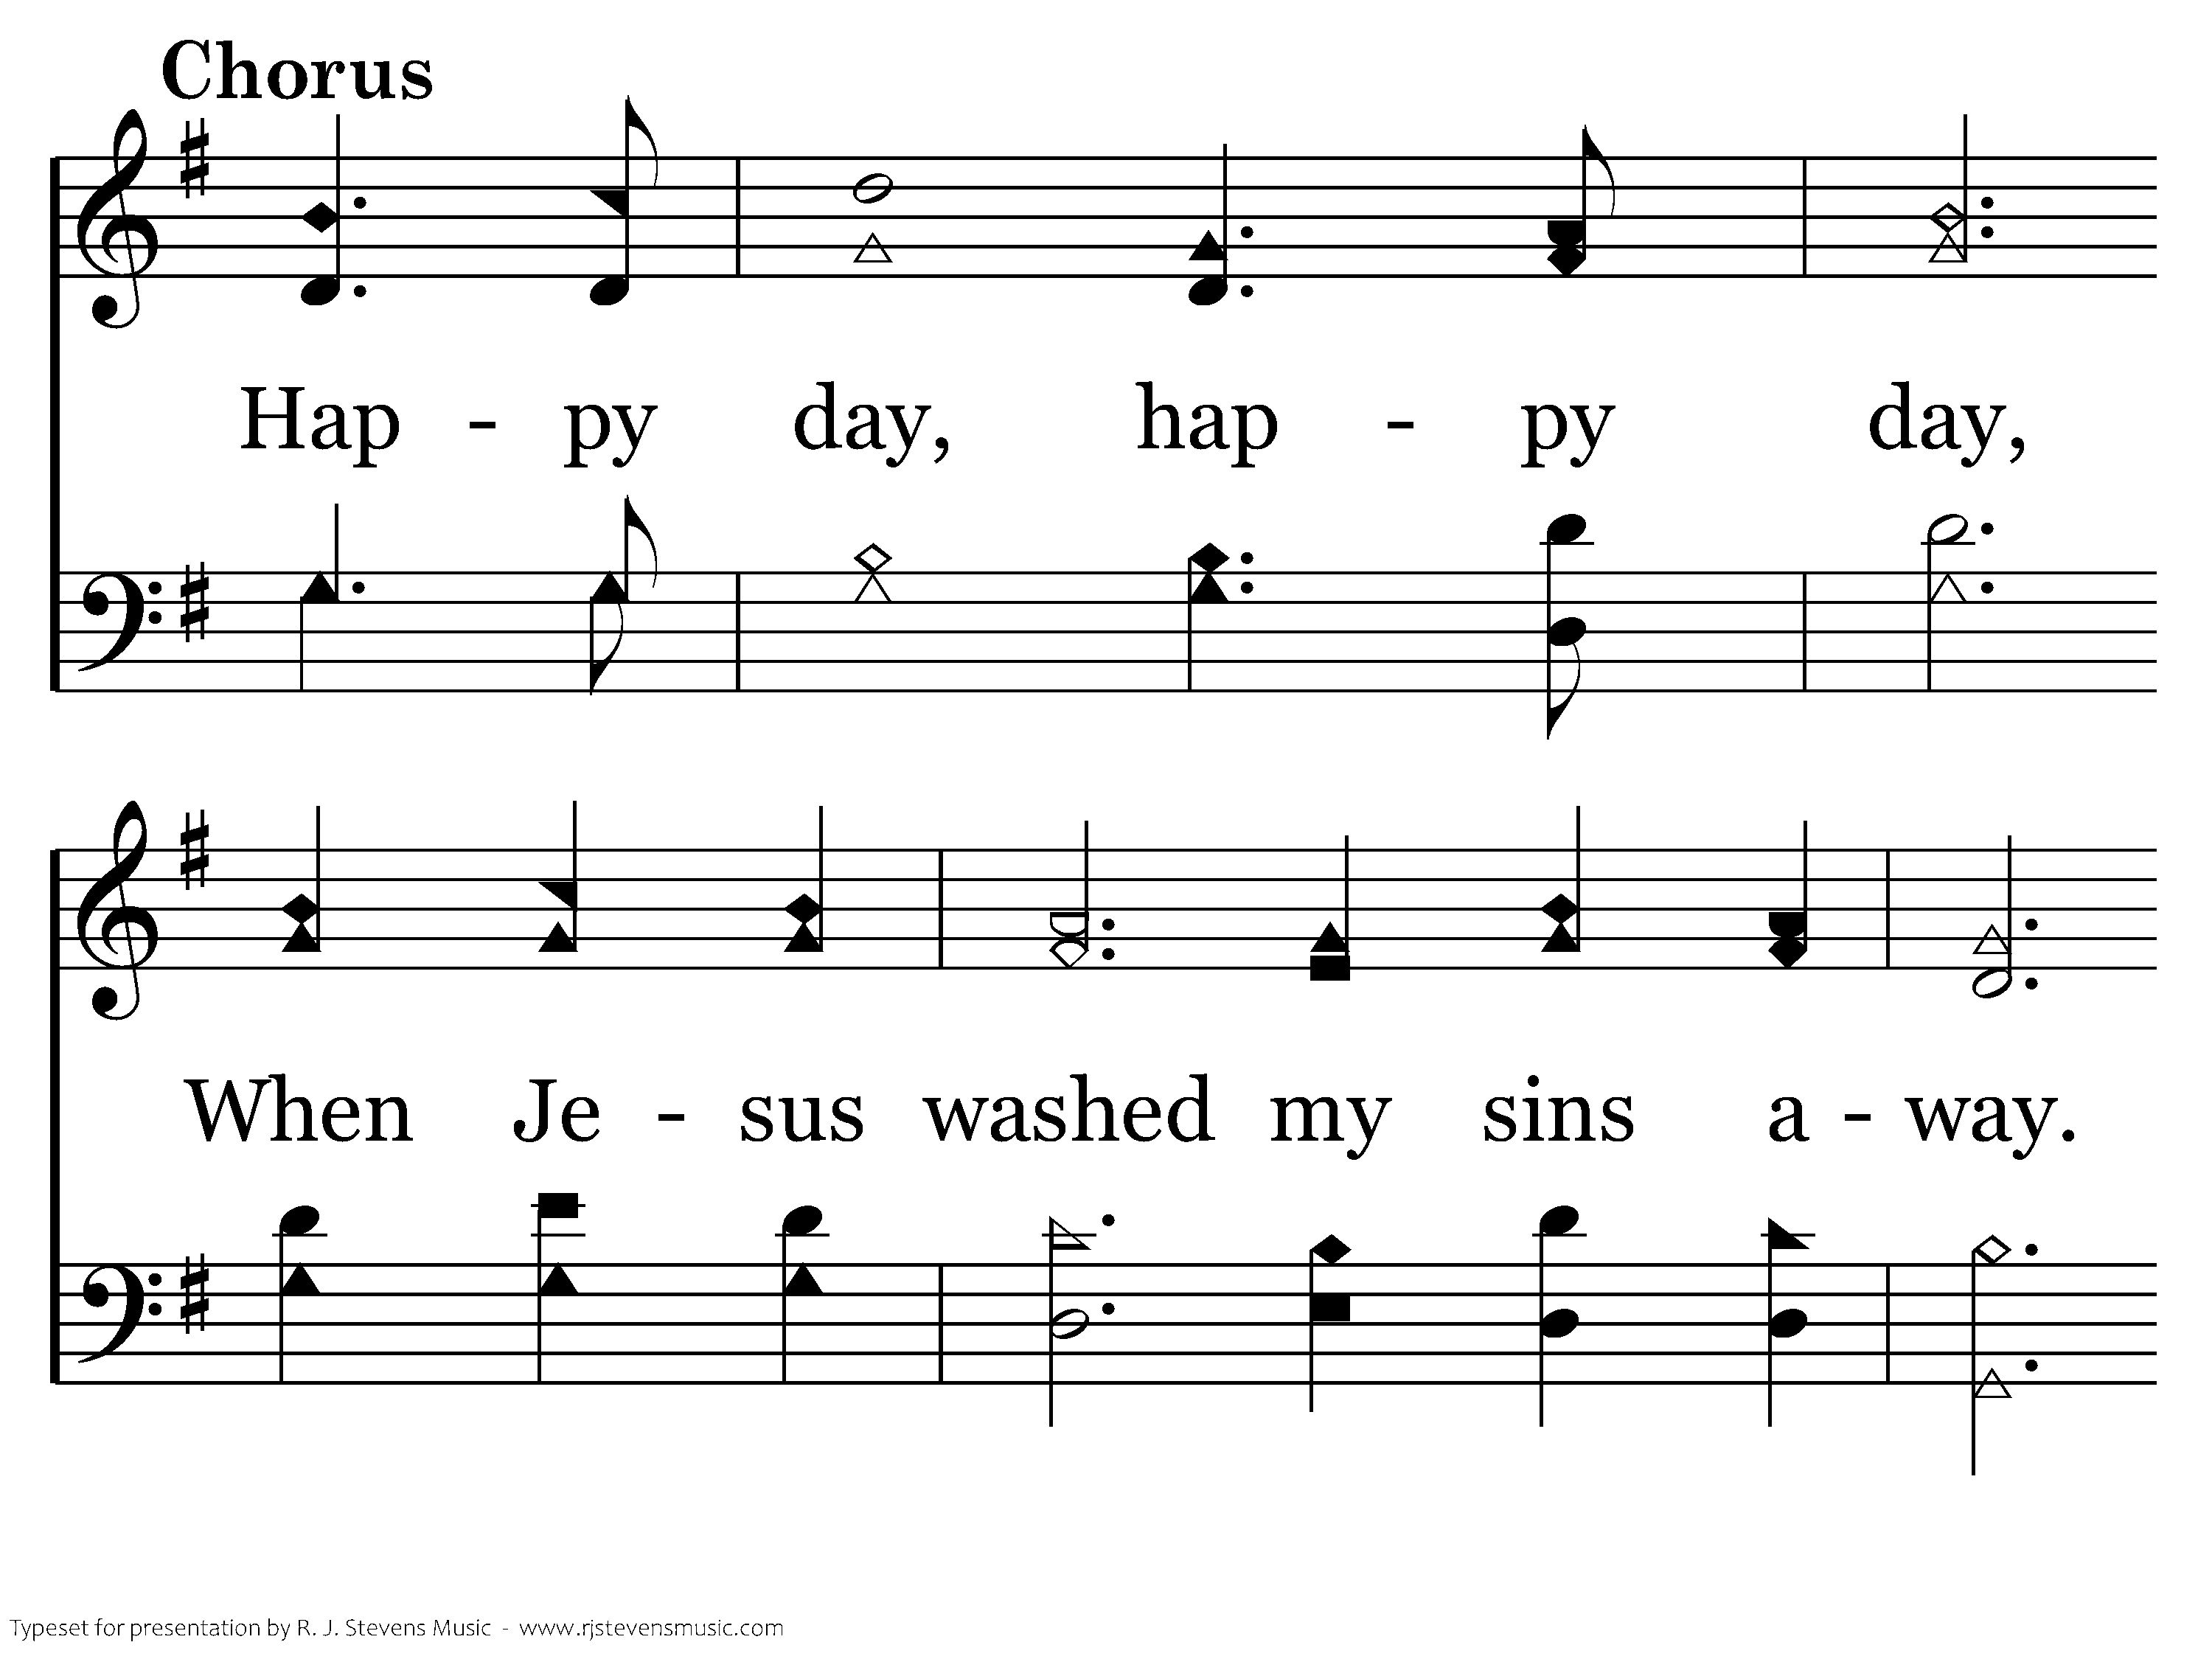 Chorus
Hap - py day, hap - py day,
When Je - sus washed my sins a - way.
Typeset for presentation by R. J. Stevens Music - www.rjstevensmusic.com